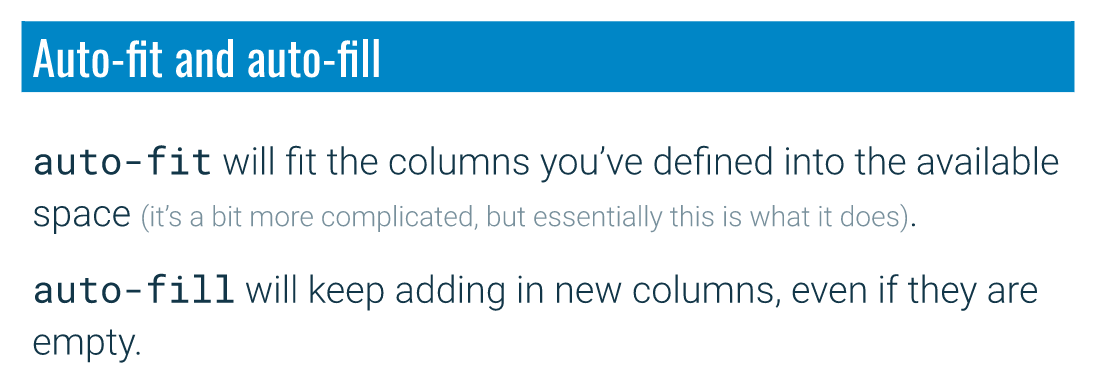 Auto-fit and auto-fill
auto-fit will fit the columns you’ve defined into the available
space (it’s a bit more complicated, but essentially this is what it does).
auto-fill will keep adding in new columns, even if they are
empty.